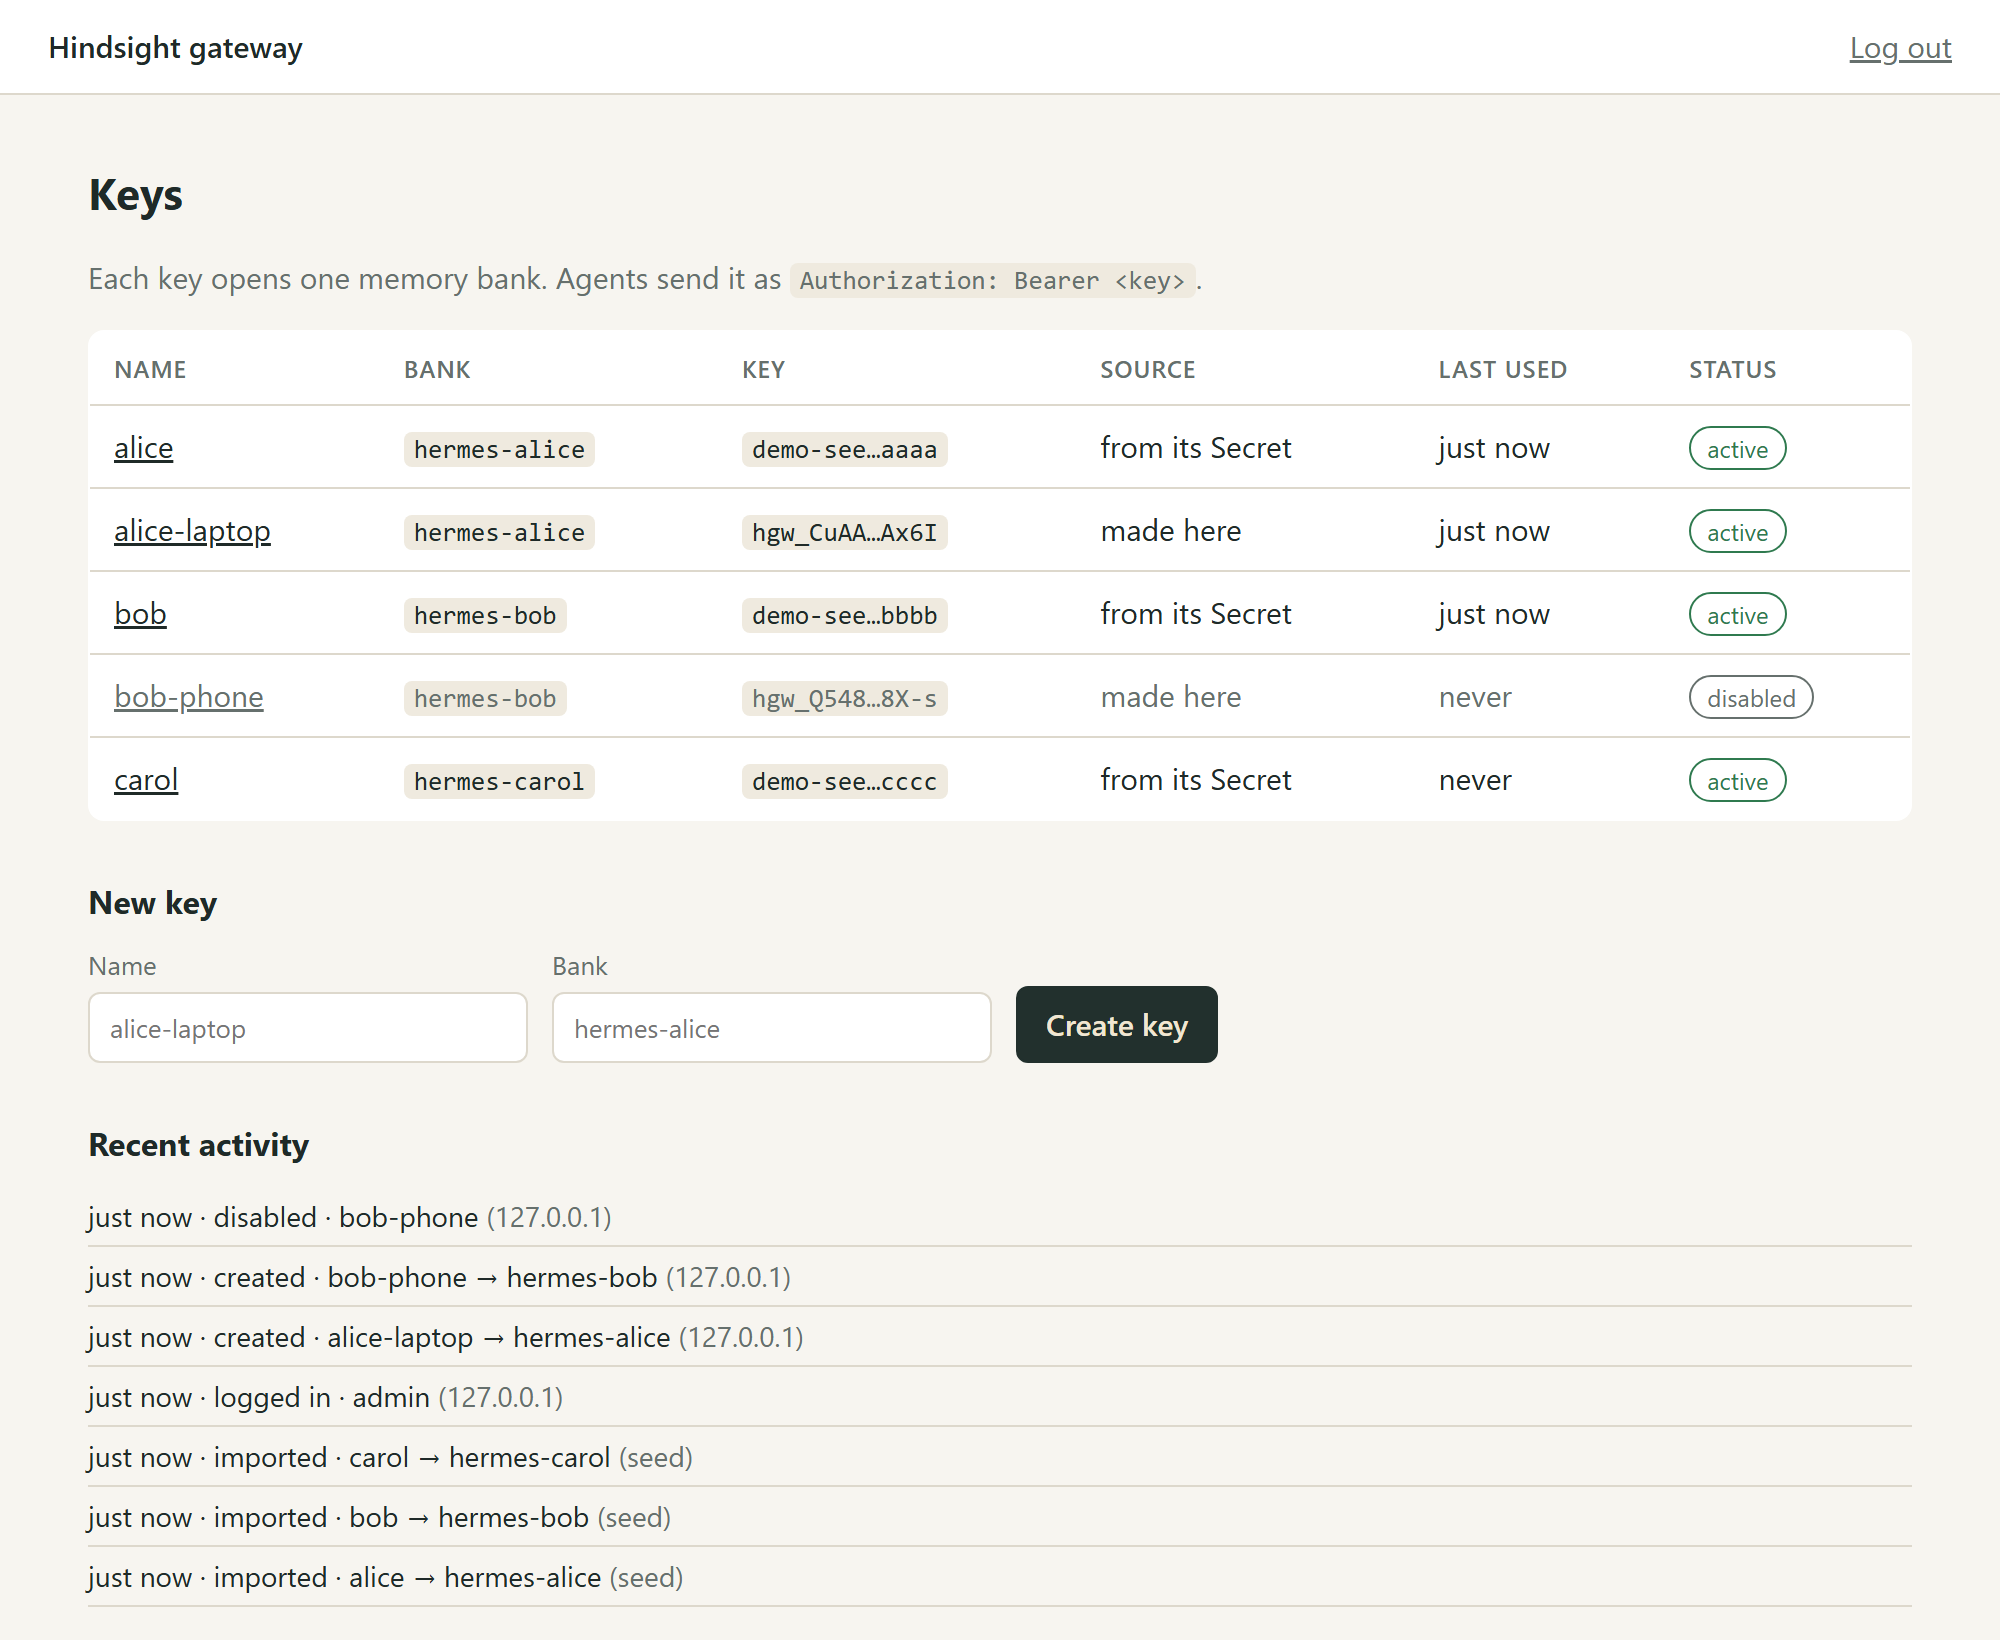 Hindsight gateway Log out
Keys
Each key opens one memory bank. Agents send it as Authorization: Bearer <key>.
NAME BANK KEY SOURCE LAST USED STATUS
alice hermes-alice demo-see…aaaa from its Secret just now active
alice-laptop hermes-alice hgw_CuAA…Ax6I made here just now active
bob hermes-bob demo-see…bbbb from its Secret just now active
bob-phone hermes-bob hgw_Q548…8X-s made here never disabled
carol hermes-carol demo-see…cccc from its Secret never active
New key
Name Bank
alice-laptop hermes-alice Create key
Recent activity
just now · disabled · bob-phone (127.0.0.1)
just now · created · bob-phone → hermes-bob (127.0.0.1)
just now · created · alice-laptop → hermes-alice (127.0.0.1)
just now · logged in · admin (127.0.0.1)
just now · imported · carol → hermes-carol (seed)
just now · imported · bob → hermes-bob (seed)
just now · imported · alice → hermes-alice (seed)